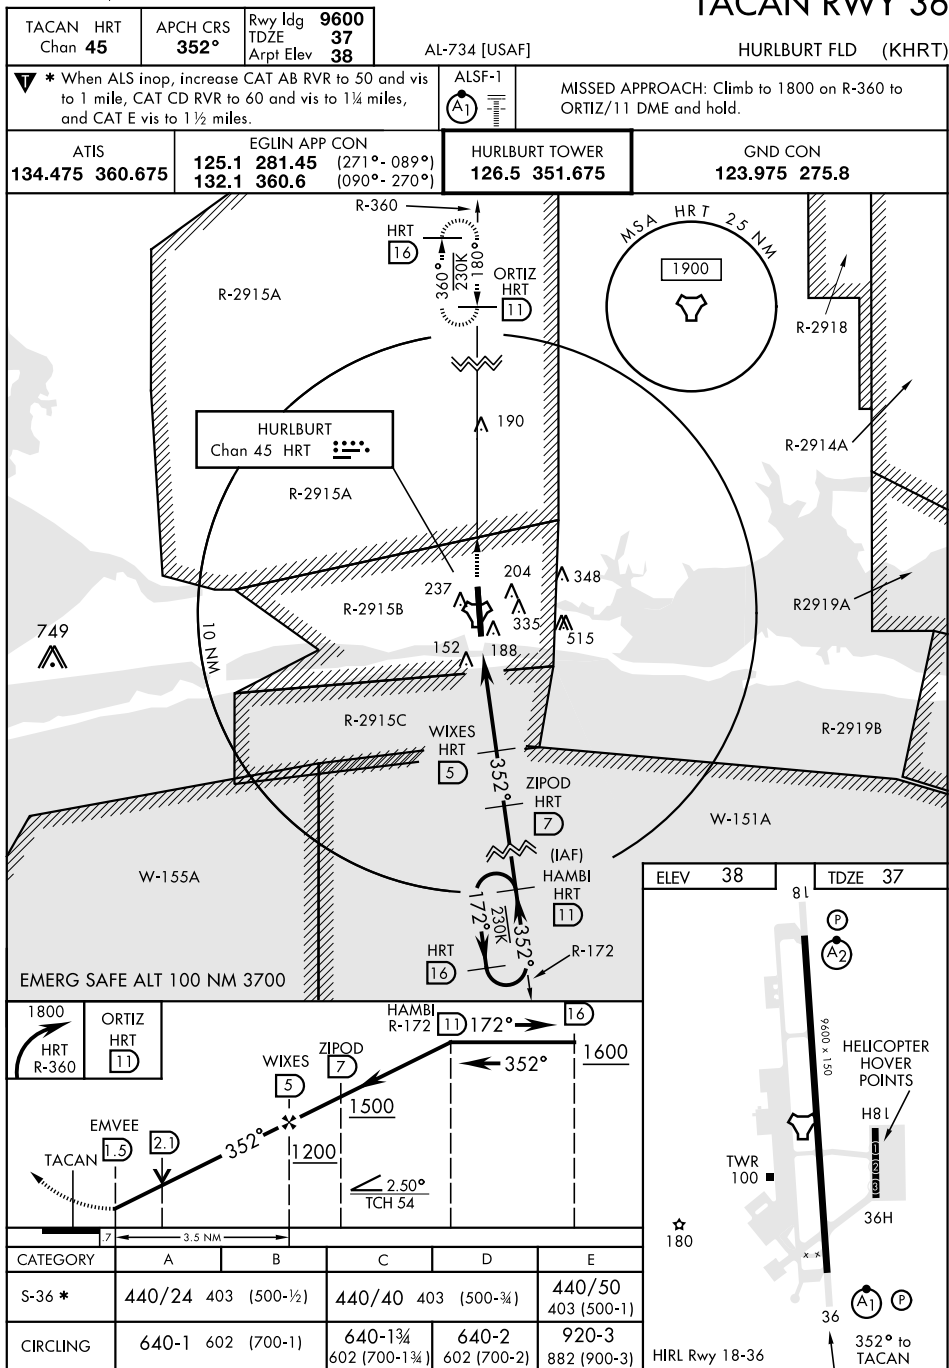 TACAN RWY 36
TACAN HRT
Chan 45
APCH CRS
352°
Rwy ldg 9600
TDZE 37
Arpt Elev 38
AL-734 [USAF]
HURLBURT FLD (KHRT)
T * When ALS inop, increase CAT AB RVR to 50 and vis
to 1 mile, CAT CD RVR to 60 and vis to 1¼ miles,
and CAT E vis to 1½ miles.
ALSF-1
A1
MISSED APPROACH: Climb to 1800 on R-360 to
ORTIZ/11 DME and hold.
ATIS
134.475 360.675
EGLIN APP CON
125.1 281.45 (271°- 089°)
132.1 360.6 (090°- 270°)
HURLBURT TOWER
126.5 351.675
GND CON
123.975 275.8
R-360
HRT
16
360°
230K
180°
ORTIZ
HRT
11
MSA HRT 25 NM
1900
R-2915A
R-2918
190
HURLBURT
Chan 45 HRT
R-2914A
R-2915A
204
348
237
R-2915B
335
515
R2919A
749
10 NM
152
188
R-2915C
WIXES
HRT
5
R-2919B
352°
ZIPOD
HRT
7
W-151A
(IAF)
HAMBI
HRT
11
W-155A
172°
230K
352°
HRT
16
R-172
EMERG SAFE ALT 100 NM 3700
ELEV 38
TDZE 37
18
P
A2
9600 x 150
HELICOPTER
HOVER
POINTS
18H
1
2
3
36H
TWR
100
180
36
A1
P
HIRL Rwy 18-36
352° to
TACAN
1800
HRT
R-360
ORTIZ
HRT
11
HAMBI
R-172 11 172° 16
352°
1600
WIXES
5
ZIPOD
7
1500
EMVEE
1.5
2.1
352°
1200
TACAN
2.50°
TCH 54
.7
3.5 NM
CATEGORY A B C D E
S-36 * 440/24 403 (500-½) 440/40 403 (500-¾) 440/50 403 (500-1)
CIRCLING 640-1 602 (700-1) 640-1¾ 602 (700-1¾) 640-2 602 (700-2) 920-3 882 (900-3)